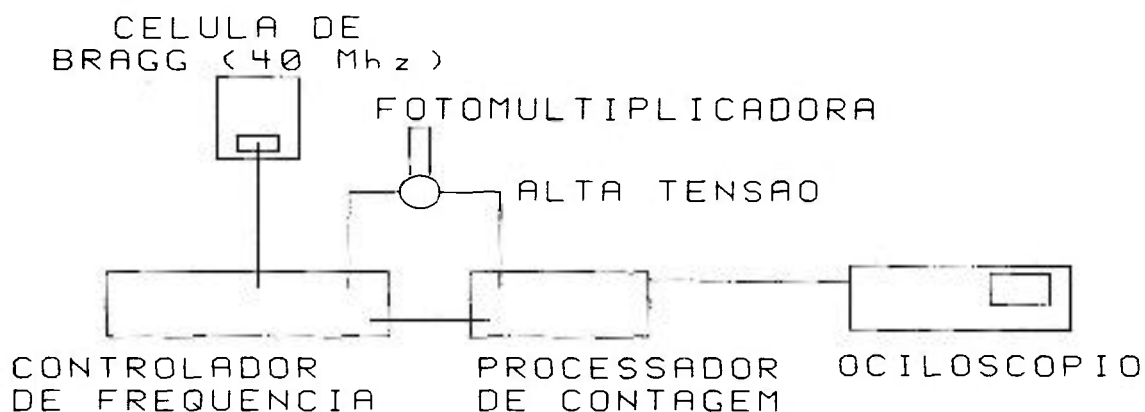 CELULA DE
BRAGG (40 Mhz)
FOTOMULTIPLICADORA
ALTA TENSAO
CONTROLADOR
DE FREQUENCIA
PROCESSADOR
DE CONTAGEM
OCILOSCOPIO